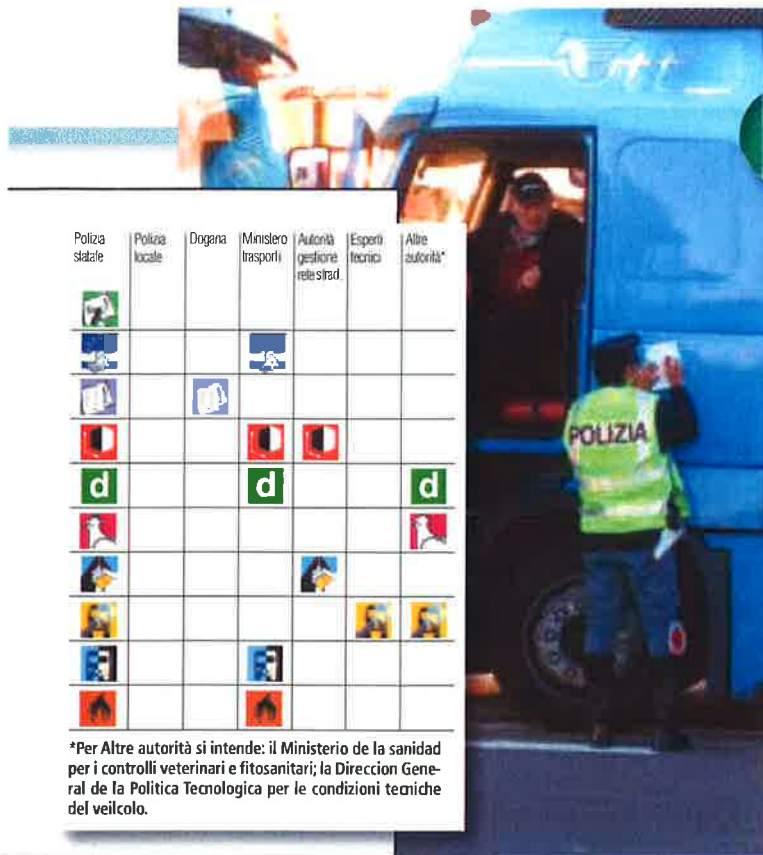 Polizia statale
Polizia locale
Dogana
Ministero trasporti
Autorità gestione rete strad.
Esperti tecnici
Altre autorità*
d d d
POLIZIA
*Per Altre autorità si intende: il Ministerio de la sanidad
per i controlli veterinari e fitosanitari; la Direccion Gene-
ral de la Politica Tecnologica per le condizioni tecniche
del veilcolo.